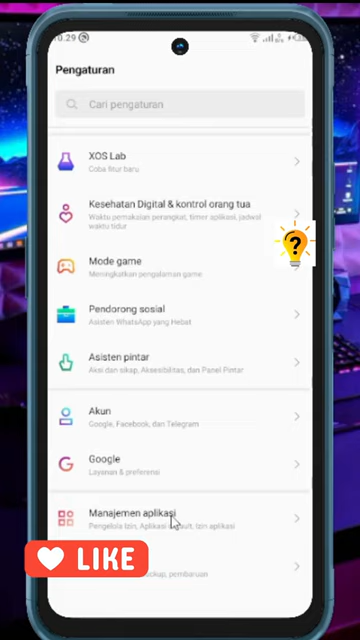 0.29
Pengaturan
Cari pengaturan
XOS Lab
Coba fitur baru
Kesehatan Digital & kontrol orang tua
Waktu pemakaian perangkat, timer aplikasi, jadwal
waktu tidur
?
Mode game
Meningkatkan pengalaman game
Pendorong sosial
Asisten WhatsApp yang Hebat
Asisten pintar
Aksi dan sikap, Aksesibilitas, dan Panel Pintar
Akun
Google, Facebook, dan Telegram
Google
Layanan & preferensi
Manajemen aplikasi
Pengelola Izin, Aplikasi ault, Izin aplikasi
LIKE
pembaruan